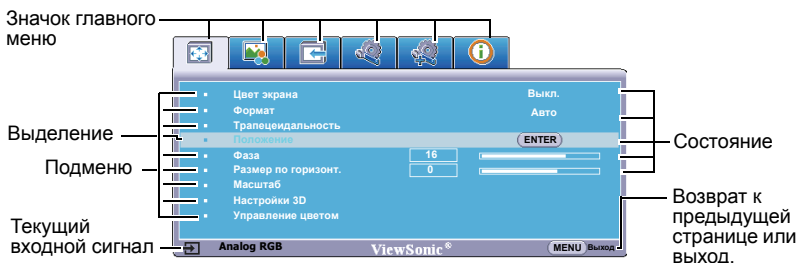 Значок главного
меню
Цвет экрана Выкл.
Формат Авто
Трапецеидальность
Выделение
Положение ENTER
Состояние
Фаза 16
Подменю
Размер по горизонт. 0
Масштаб
Настройки 3D
Управление цветом
Возврат к
предыдущей
странице или
выход.
Текущий
входной сигнал
Analog RGB ViewSonic® MENU Выход